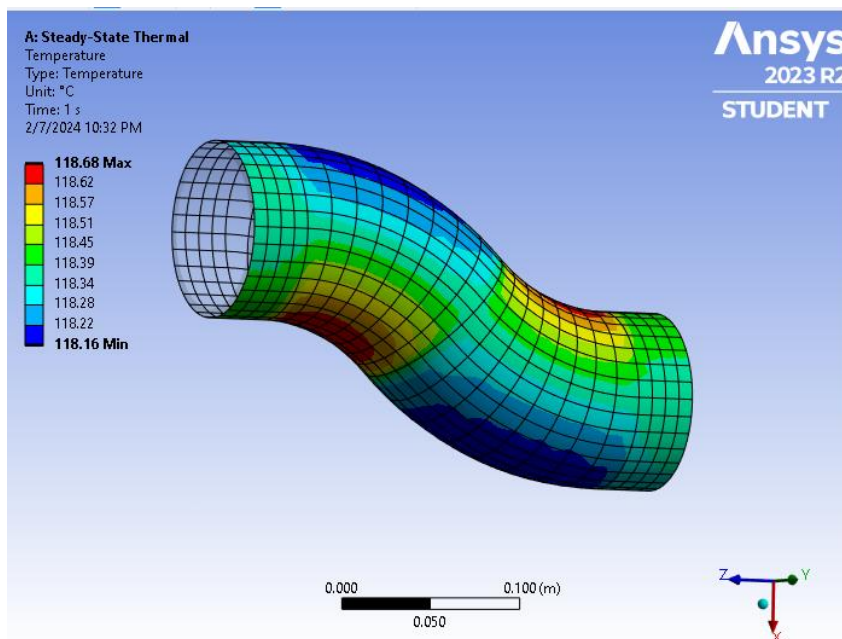 A: Steady-State Thermal
Temperature
Type: Temperature
Unit: °C
Time: 1 s
2/7/2024 10:32 PM
118.68 Max
118.62
118.57
118.51
118.45
118.39
118.34
118.28
118.22
118.16 Min
Ansys
2023 R2
STUDENT
0.000
0.100 (m)
0.050
Z
Y
X